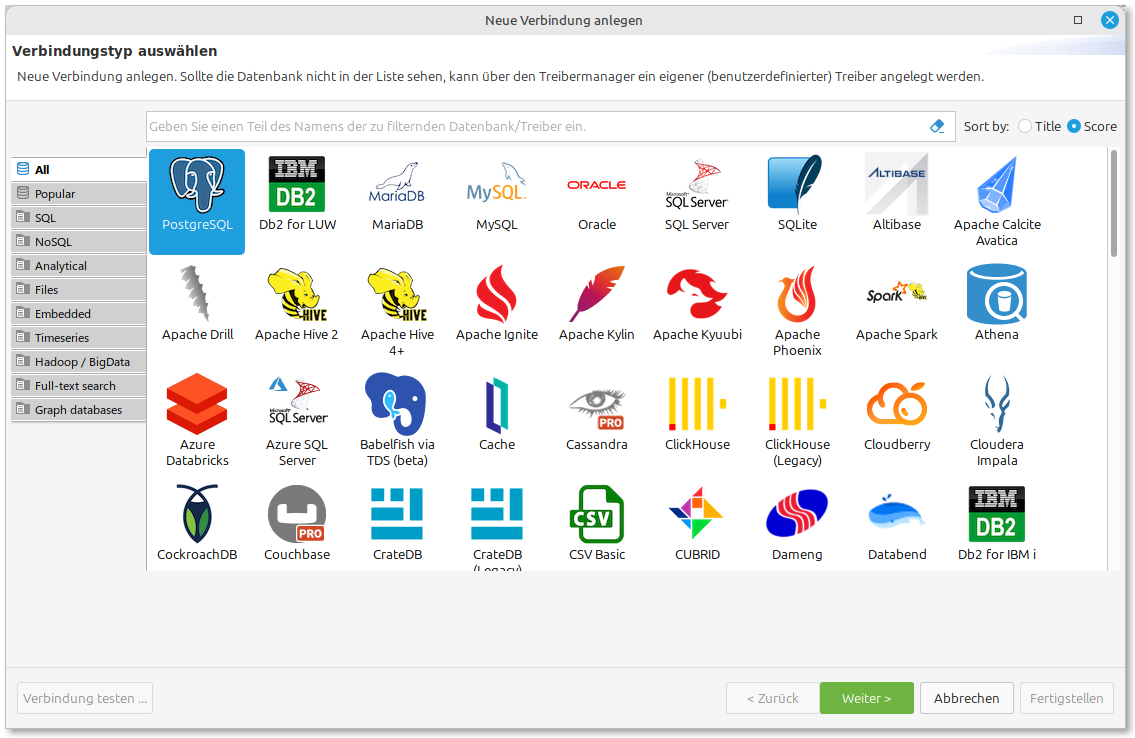 Neue Verbindung anlegen
Verbindungstyp auswählen
Neue Verbindung anlegen. Sollte die Datenbank nicht in der Liste sehen, kann über den Treibermanager ein eigener (benutzerdefinierter) Treiber angelegt werden.
Geben Sie einen Teil des Namens der zu filternden Datenbank/Treiber ein.
Sort by: Title Score
All
Popular
SQL
NoSQL
Analytical
Files
Embedded
Timeseries
Hadoop / BigData
Full-text search
Graph databases
IBM
DB2
MariaDB
MySQL
ORACLE
Microsoft
SQL Server
ALTIBASE
PostgreSQL
Db2 for LUW
MariaDB
MySQL
Oracle
SQL Server
SQLite
Altibase
Apache Calcite
Avatica
HIVE
HIVE
Spark
HIVE
Apache Drill
Apache Hive 2
Apache Hive
4+
Apache Ignite
Apache Kylin
Apache Kyuubi
Apache
Phoenix
Apache Spark
Athena
Microsoft
SQL Server
PRO
Azure
Databricks
Azure SQL
Server
Babelfish via
TDS (beta)
Cache
Cassandra
ClickHouse
ClickHouse
(Legacy)
Cloudberry
Cloudera
Impala
PRO
CSV
IBM
DB2
CockroachDB
Couchbase
CrateDB
CrateDB
(Legacy)
CSV Basic
CUBRID
Dameng
Databend
Db2 for IBM i
Verbindung testen ...
< Zurück
Weiter >
Abbrechen
Fertigstellen